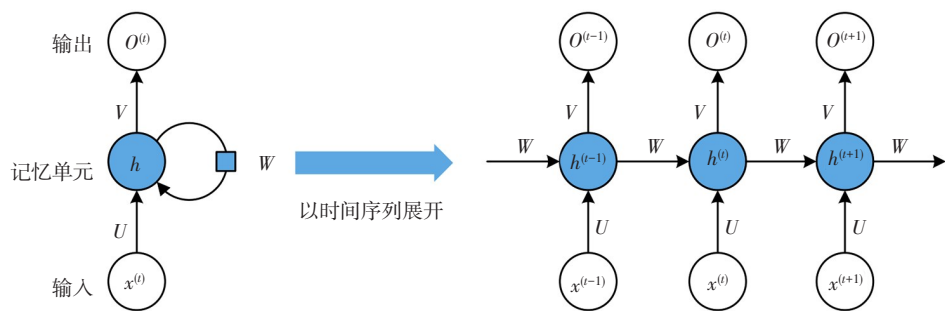 输出 O^(t) O^(t-1) O^(t) O^(t+1)
V V V V
记忆单元 h W W h^(t-1) W h^(t) W h^(t+1) W
以时间序列展开
U U U U
输入 x^(t) x^(t-1) x^(t) x^(t+1)